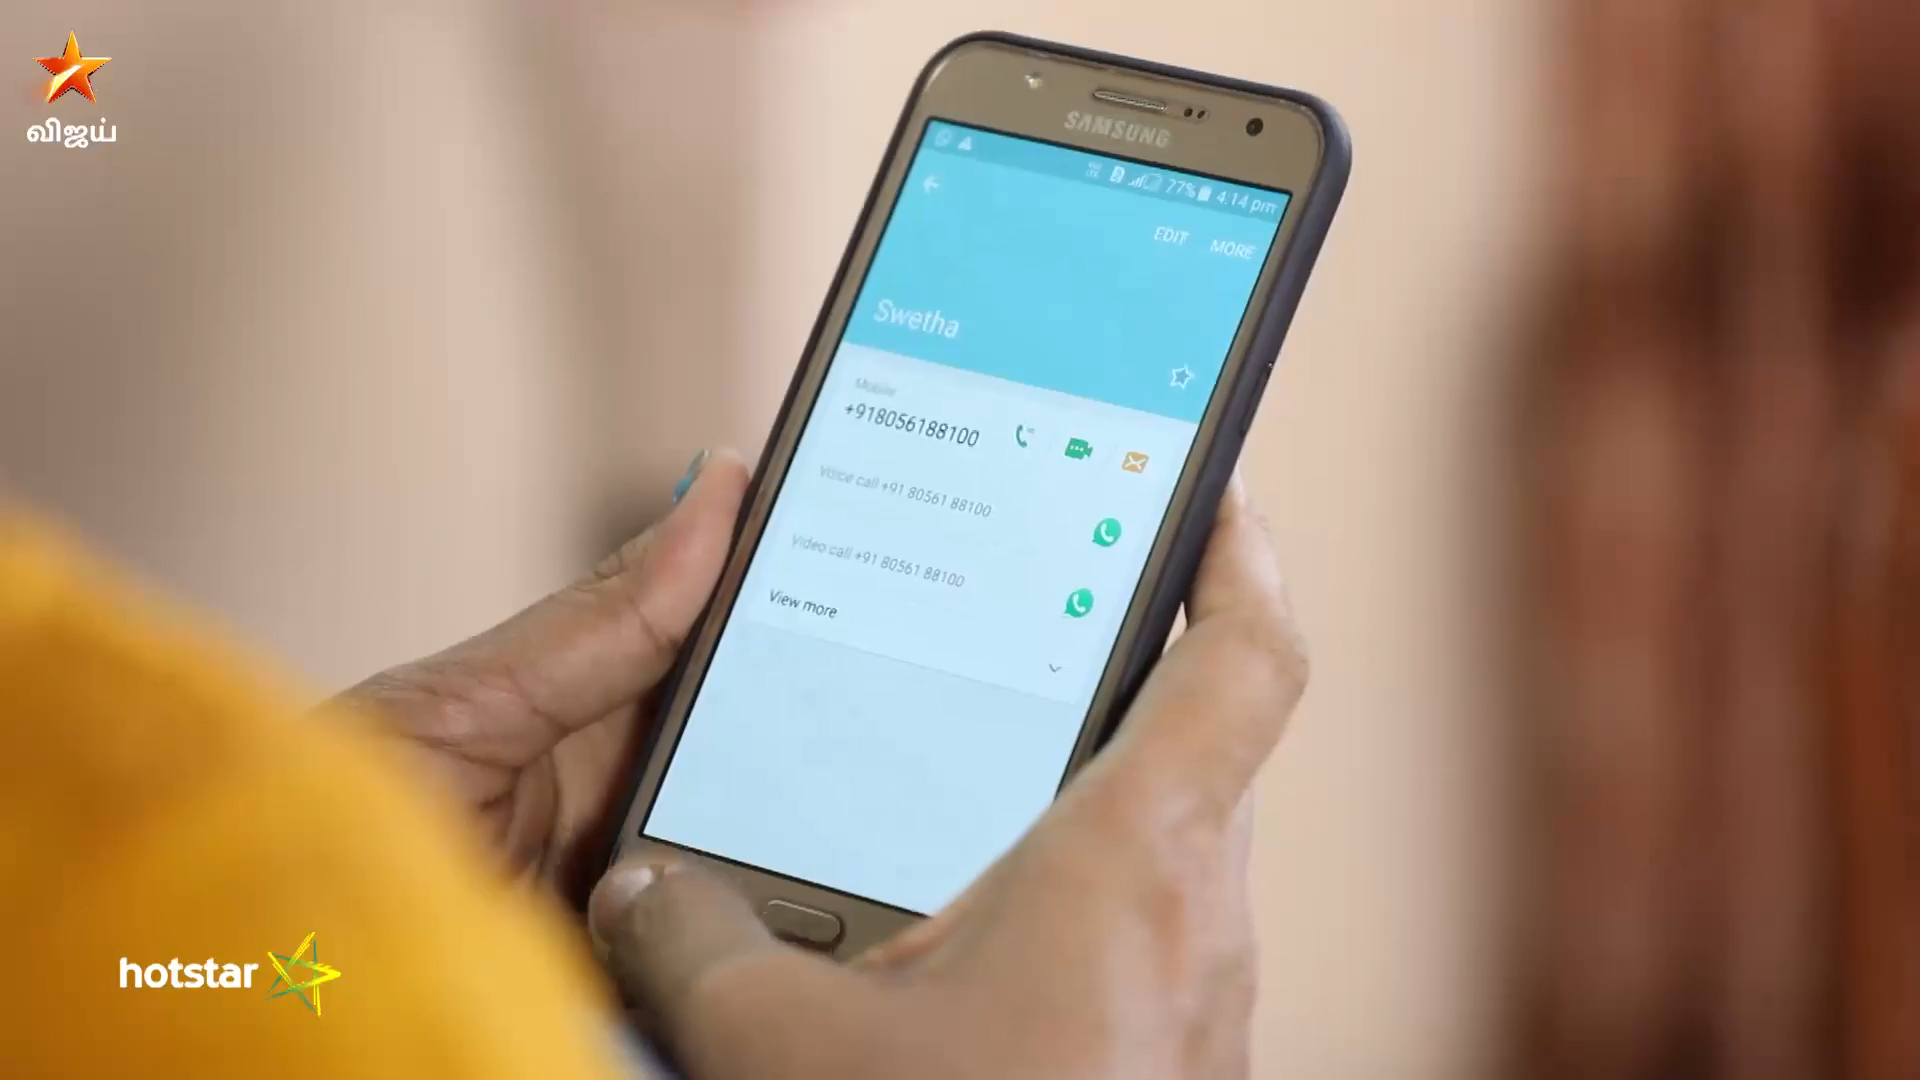 விஜய்
SAMSUNG
77% 4:14 pm
EDIT MORE
Swetha
Mobile
+918056188100
Voice call +91 80561 88100
Video call +91 80561 88100
View more
hotstar